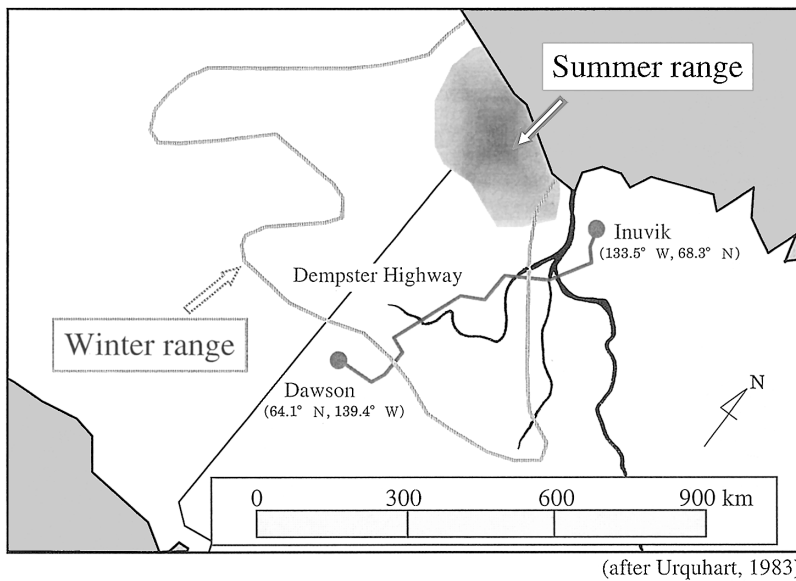 Summer range
Inuvik
(133.5° W, 68.3° N)
Dempster Highway
Winter range
Dawson
(64.1° N, 139.4° W)
N
0 300 600 900 km
(after Urquhart, 1983)